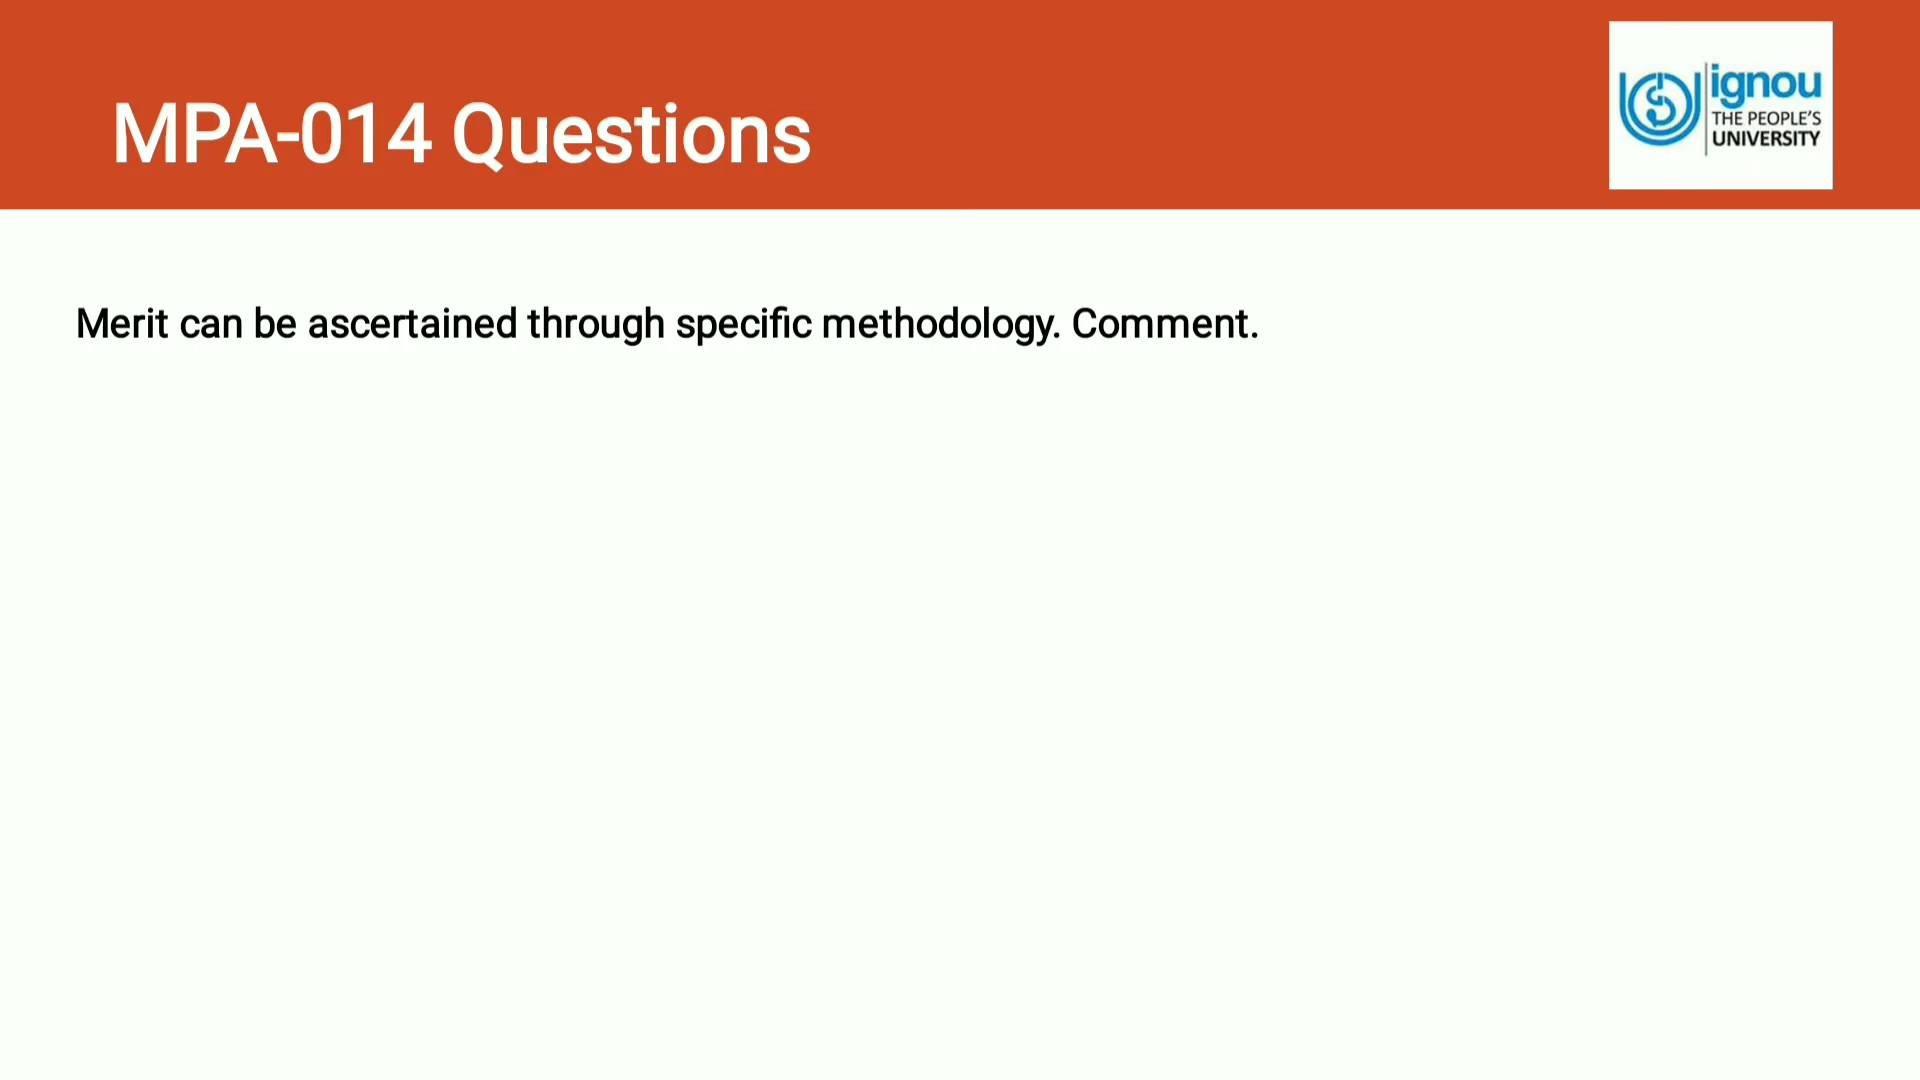 MPA-014 Questions
ignou
THE PEOPLE'S
UNIVERSITY
Merit can be ascertained through specific methodology. Comment.